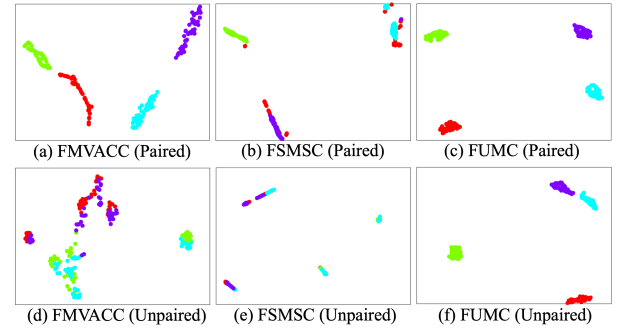 (a) FMVACC (Paired)
(b) FSMSC (Paired)
(c) FUMC (Paired)
(d) FMVACC (Unpaired)
(e) FSMSC (Unpaired)
(f) FUMC (Unpaired)